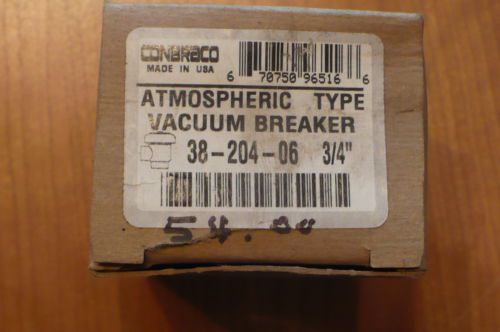 CONBRACO
MADE IN USA
6 70750 96516 6
ATMOSPHERIC TYPE
VACUUM BREAKER
38-204-06 3/4"
54.00